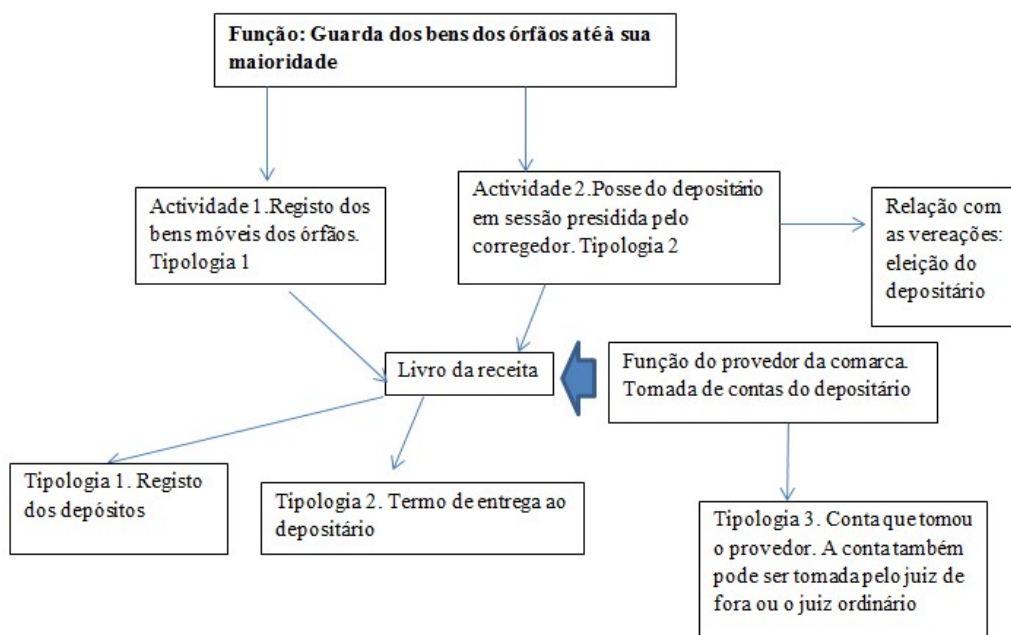 Função: Guarda dos bens dos órfãos até à sua
maioridade
Actividade 1.Registo dos
bens móveis dos órfãos.
Tipologia 1
Actividade 2.Posse do depositário
em sessão presidida pelo
corregedor. Tipologia 2
Relação com
as vereações:
eleição do
depositário
Livro da receita
Função do provedor da comarca.
Tomada de contas do depositário
Tipologia 1. Registo
dos depósitos
Tipologia 2. Termo de entrega ao
depositário
Tipologia 3. Conta que tomou
o provedor. A conta também
pode ser tomada pelo juiz de
fora ou o juiz ordinário